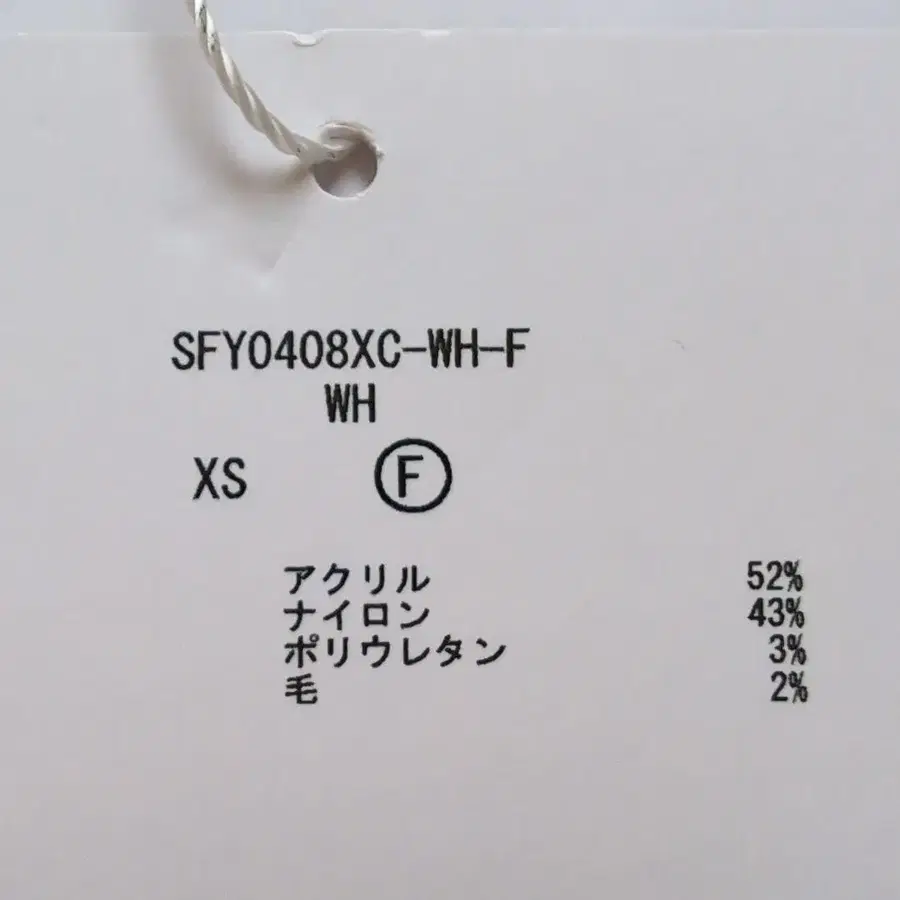 SFY0408XC-WH-F
WH
XS Ⓕ
アクリル 52%
ナイロン 43%
ポリウレタン 3%
毛 2%